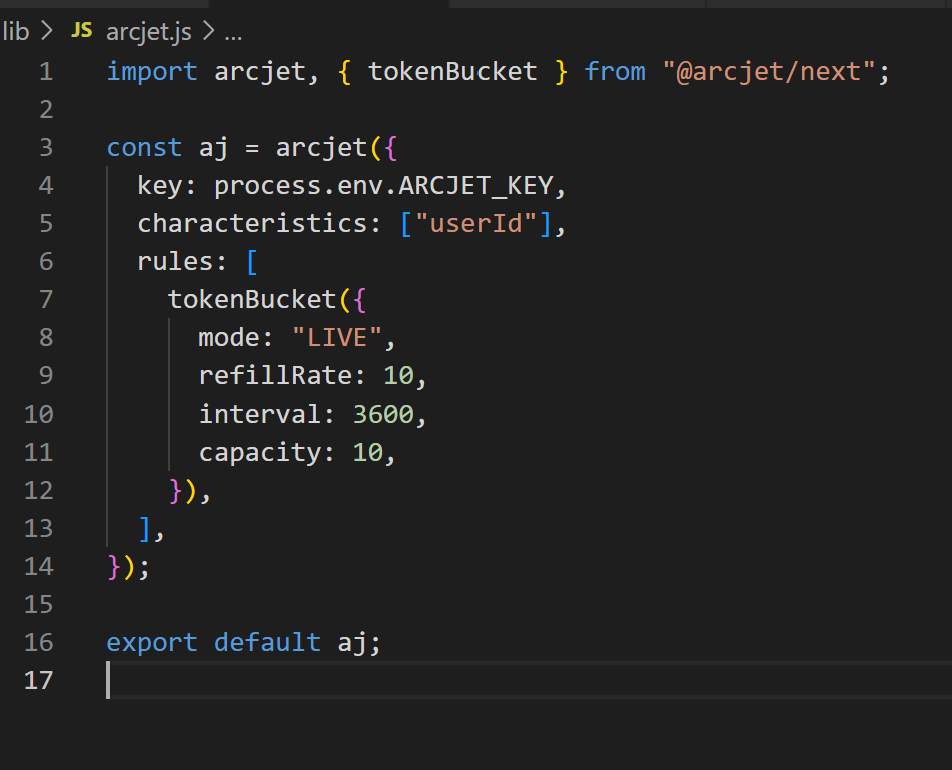 lib > JS arcjet.js > ...
1 import arcjet, { tokenBucket } from "@arcjet/next";
2
3 const aj = arcjet({
4   key: process.env.ARCJET_KEY,
5   characteristics: ["userId"],
6   rules: [
7     tokenBucket({
8       mode: "LIVE",
9       refillRate: 10,
10       interval: 3600,
11       capacity: 10,
12     }),
13   ],
14 });
15
16 export default aj;
17